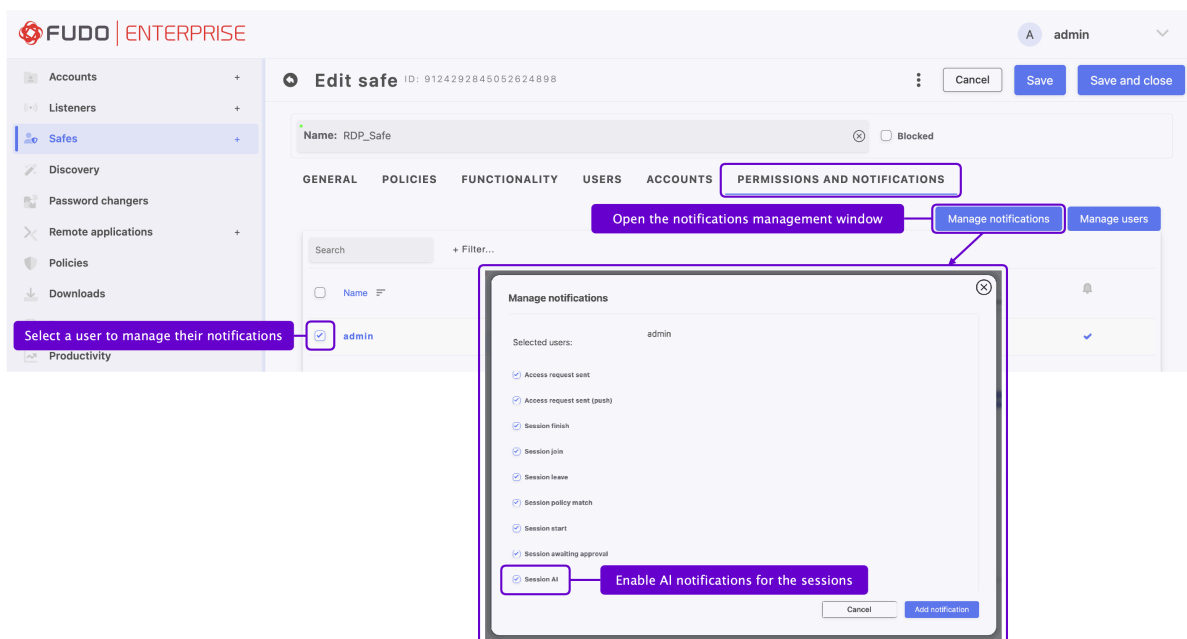 FUDO ENTERPRISE
A admin
Accounts +
Listeners +
Safes +
Discovery
Password changers
Remote applications +
Policies
Downloads
Productivity
Edit safe ID: 9124292845052624898
Cancel
Save
Save and close
Name: RDP_Safe
Blocked
GENERAL POLICIES FUNCTIONALITY USERS ACCOUNTS PERMISSIONS AND NOTIFICATIONS
Open the notifications management window
Manage notifications
Manage users
Search
+ Filter...
Name
Select a user to manage their notifications
admin
Manage notifications
Selected users:
admin
Access request sent
Access request sent (push)
Session finish
Session join
Session leave
Session policy match
Session start
Session awaiting approval
Session AI
Enable AI notifications for the sessions
Cancel
Add notification